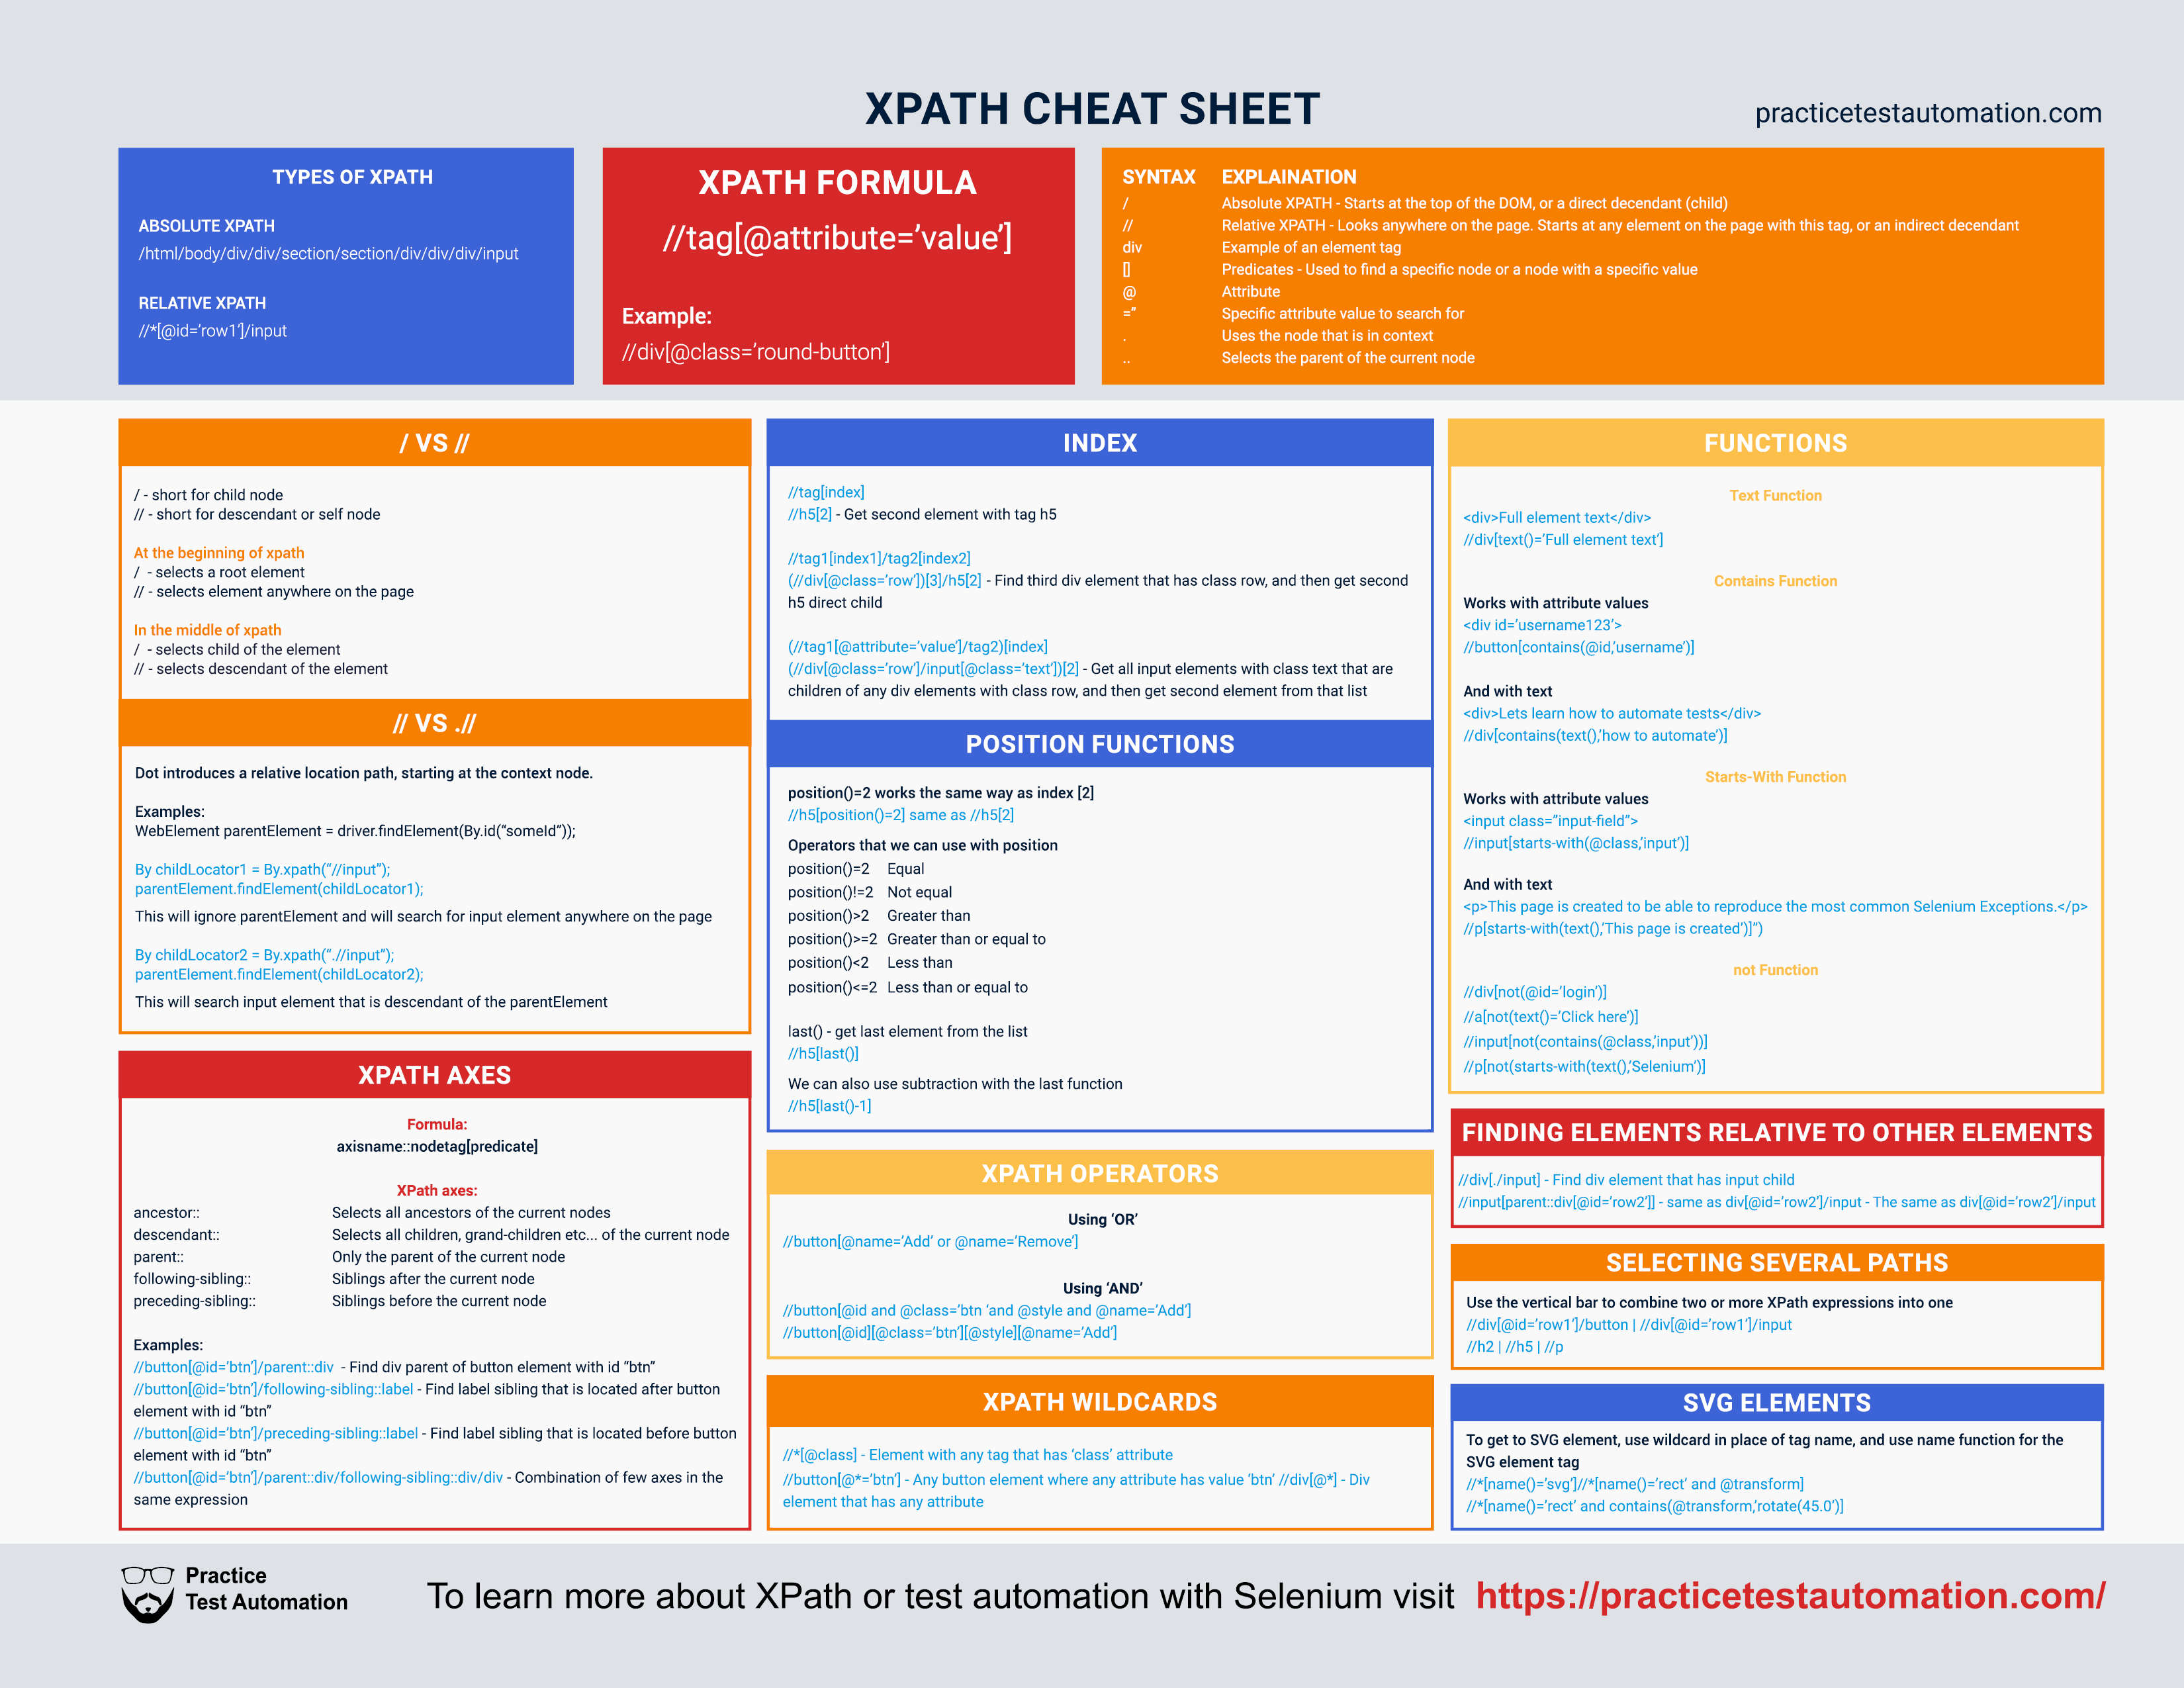 XPATH CHEAT SHEET
practicetestautomation.com
TYPES OF XPATH
ABSOLUTE XPATH
/html/body/div/div/section/section/div/div/div/input
RELATIVE XPATH
//*[@id=’row1’]/input
XPATH FORMULA
//tag[@attribute=’value’]
Example:
//div[@class=’round-button’]
SYNTAX EXPLAINATION
/ Absolute XPATH - Starts at the top of the DOM, or a direct decendant (child)
// Relative XPATH - Looks anywhere on the page. Starts at any element on the page with this tag, or an indirect decendant
div Example of an element tag
[] Predicates - Used to find a specific node or a node with a specific value
@ Attribute
=” Specific attribute value to search for
. Uses the node that is in context
.. Selects the parent of the current node
/ VS //
/ - short for child node
// - short for descendant or self node
At the beginning of xpath
/ - selects a root element
// - selects element anywhere on the page
In the middle of xpath
/ - selects child of the element
// - selects descendant of the element
// VS .//
Dot introduces a relative location path, starting at the context node.
Examples:
WebElement parentElement = driver.findElement(By.id(“someId”));
By childLocator1 = By.xpath(“//input”);
parentElement.findElement(childLocator1);
This will ignore parentElement and will search for input element anywhere on the page
By childLocator2 = By.xpath(“.//input”);
parentElement.findElement(childLocator2);
This will search input element that is descendant of the parentElement
XPATH AXES
Formula:
axisname::nodetag[predicate]
XPath axes:
ancestor:: Selects all ancestors of the current nodes
descendant:: Selects all children, grand-children etc... of the current node
parent:: Only the parent of the current node
following-sibling:: Siblings after the current node
preceding-sibling:: Siblings before the current node
Examples:
//button[@id=’btn’]/parent::div - Find div parent of button element with id “btn”
//button[@id=’btn’]/following-sibling::label - Find label sibling that is located after button
element with id “btn”
//button[@id=’btn’]/preceding-sibling::label - Find label sibling that is located before button
element with id “btn”
//button[@id=’btn’]/parent::div/following-sibling::div/div - Combination of few axes in the
same expression
INDEX
//tag[index]
//h5[2] - Get second element with tag h5
//tag1[index1]/tag2[index2]
(//div[@class=’row’])[3]/h5[2] - Find third div element that has class row, and then get second
h5 direct child
(//tag1[@attribute=‘value’]/tag2)[index]
(//div[@class=‘row’]/input[@class=‘text’])[2] - Get all input elements with class text that are
children of any div elements with class row, and then get second element from that list
POSITION FUNCTIONS
position()=2 works the same way as index [2]
//h5[position()=2] same as //h5[2]
Operators that we can use with position
position()=2 Equal
position()!=2 Not equal
position()>2 Greater than
position()>=2 Greater than or equal to
position()<2 Less than
position()<=2 Less than or equal to
last() - get last element from the list
//h5[last()]
We can also use subtraction with the last function
//h5[last()-1]
XPATH OPERATORS
Using ‘OR’
//button[@name=‘Add’ or @name=‘Remove’]
Using ‘AND’
//button[@id and @class=‘btn ‘and @style and @name=‘Add’]
//button[@id][@class=‘btn’][@style][@name=‘Add’]
XPATH WILDCARDS
//*[@class] - Element with any tag that has ‘class’ attribute
//button[@*=‘btn’] - Any button element where any attribute has value ‘btn’ //div[@*] - Div
element that has any attribute
FUNCTIONS
Text Function
<div>Full element text</div>
//div[text()=‘Full element text’]
Contains Function
Works with attribute values
<div id=‘username123’>
//button[contains(@id,’username’)]
And with text
<div>Lets learn how to automate tests</div>
//div[contains(text(),’how to automate’)]
Starts-With Function
Works with attribute values
<input class=”input-field”>
//input[starts-with(@class,’input’)]
And with text
<p>This page is created to be able to reproduce the most common Selenium Exceptions.</p>
//p[starts-with(text(),’This page is created’)]”)
not Function
//div[not(@id=’login’)]
//a[not(text()=’Click here’)]
//input[not(contains(@class,’input’))]
//p[not(starts-with(text(),’Selenium’)]
FINDING ELEMENTS RELATIVE TO OTHER ELEMENTS
//div[./input] - Find div element that has input child
//input[parent::div[@id=’row2’]] - same as div[@id=’row2’]/input - The same as div[@id=’row2’]/input
SELECTING SEVERAL PATHS
Use the vertical bar to combine two or more XPath expressions into one
//div[@id=’row1’]/button | //div[@id=’row1‘]/input
//h2 | //h5 | //p
SVG ELEMENTS
To get to SVG element, use wildcard in place of tag name, and use name function for the
SVG element tag
//*[name()=’svg’]//*[name()=’rect’ and @transform]
//*[name()=’rect’ and contains(@transform,’rotate(45.0’)]
Practice
Test Automation
To learn more about XPath or test automation with Selenium visit https://practicetestautomation.com/